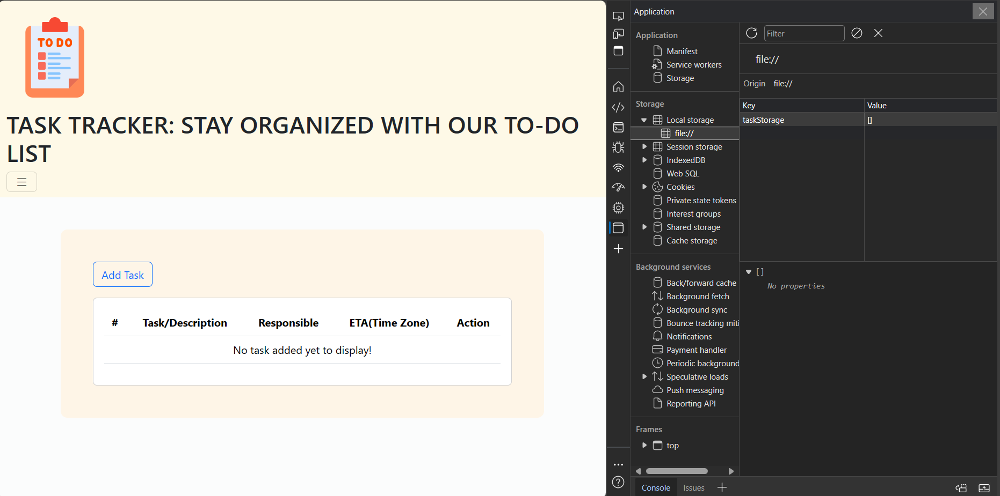 TO DO
TASK TRACKER: STAY ORGANIZED WITH OUR TO-DO
LIST
Add Task
# Task/Description Responsible ETA(Time Zone) Action
No task added yet to display!
Application
Application
Manifest
Service workers
Storage
Storage
Local storage
file://
Session storage
IndexedDB
Web SQL
Cookies
Private state tokens
Interest groups
Shared storage
Cache storage
Background services
Back/forward cache
Background fetch
Background sync
Bounce tracking miti
Notifications
Payment handler
Periodic background
Speculative loads
Push messaging
Reporting API
Frames
top
Filter
file://
Origin file://
Key Value
taskStorage []
[]
No properties
Console Issues